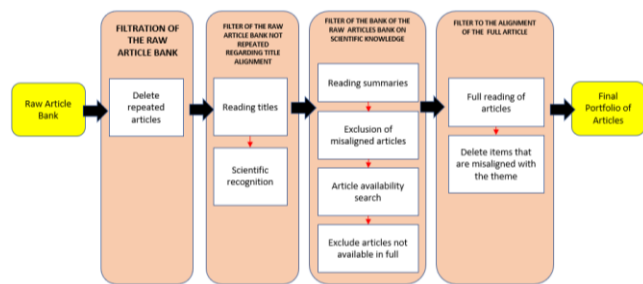 Raw Article
Bank
FILTRATION OF
THE RAW
ARTICLE BANK
Delete
repeated
articles
FILTER OF THE RAW
ARTICLE BANK NOT
REPEATED
REGARDING TITLE
ALIGNMENT
Reading titles
Scientific
recognition
FILTER OF THE BANK OF THE
RAW ARTICLES BANK ON
SCIENTIFIC KNOWLEDGE
Reading summaries
Exclusion of
misaligned articles
Article availability
search
Exclude articles not
available in full
FILTER TO THE ALIGNMENT
OF THE FULL ARTICLE
Full reading of
articles
Delete items that
are misaligned with
the theme
Final
Portfolio of
Articles